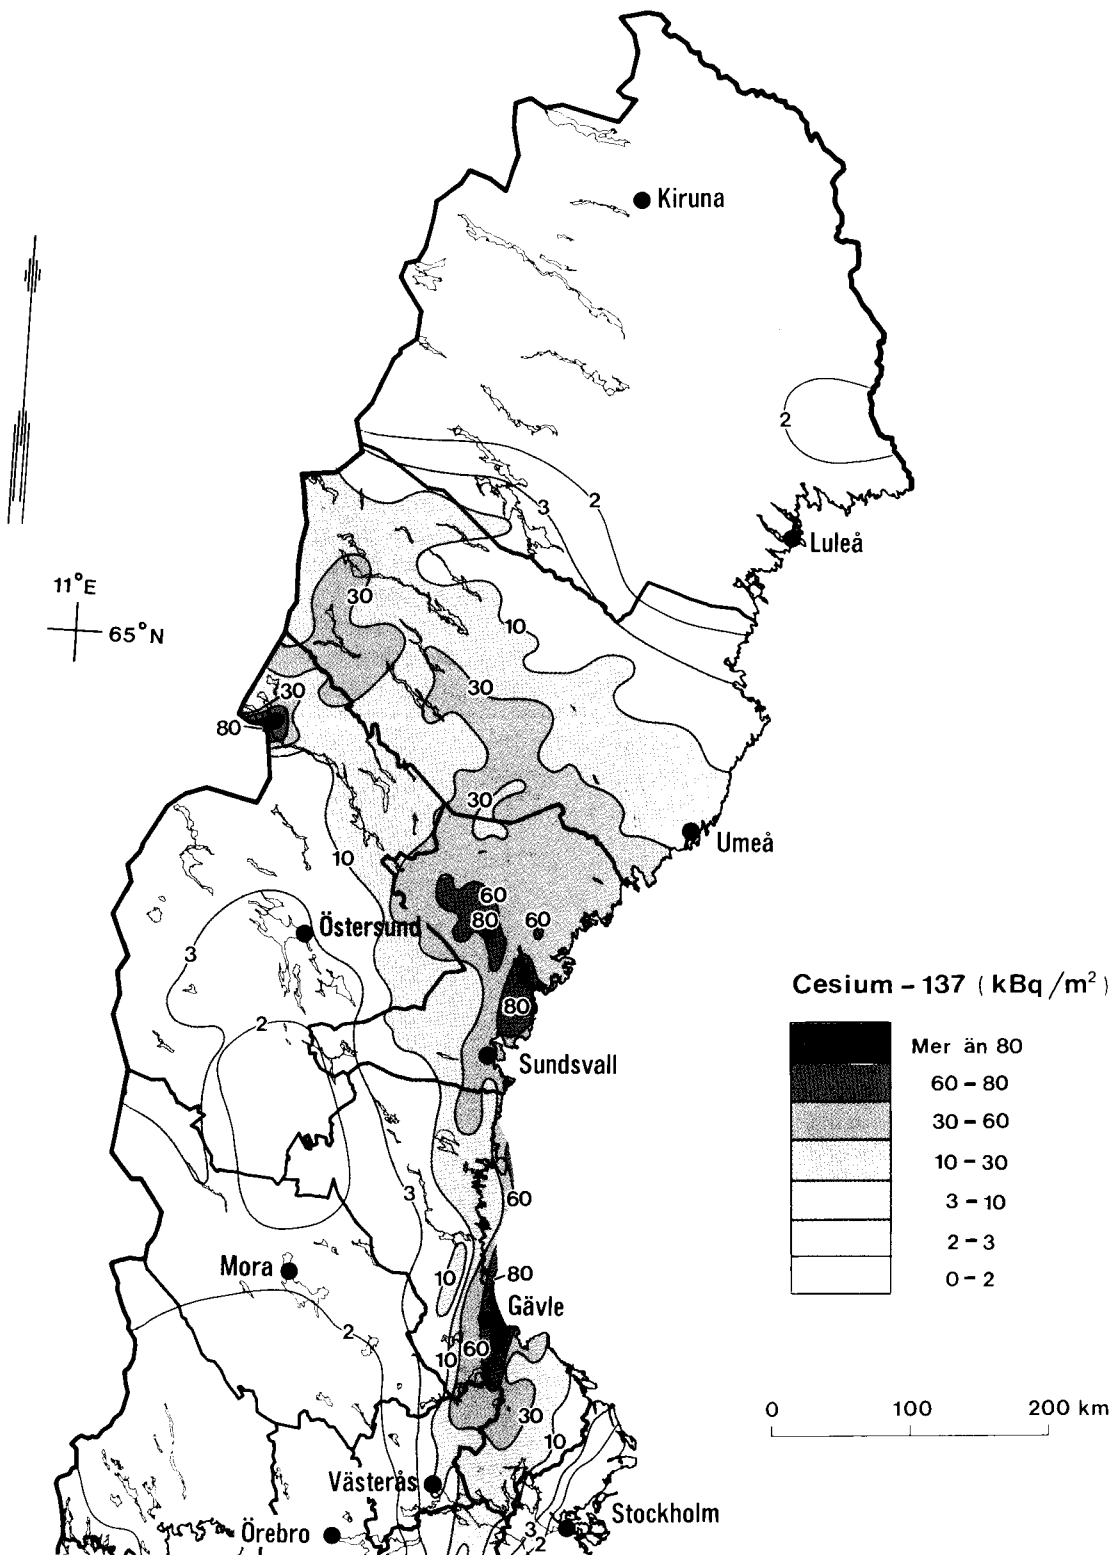 Kiruna
2
2
3
Luleå
11°E
65°N
30
10
30
30
80
30
Umeå
10
60
80
60
Östersund
3
80
2
Sundsvall
Cesium – 137 ( kBq / m² )
Mer än 80
60 – 80
30 – 60
10 – 30
3 – 10
2 – 3
0 – 2
3
60
Mora
10
80
Gävle
2
10
60
30
10
0 100 200 km
Västerås
Stockholm
Örebro
3
2